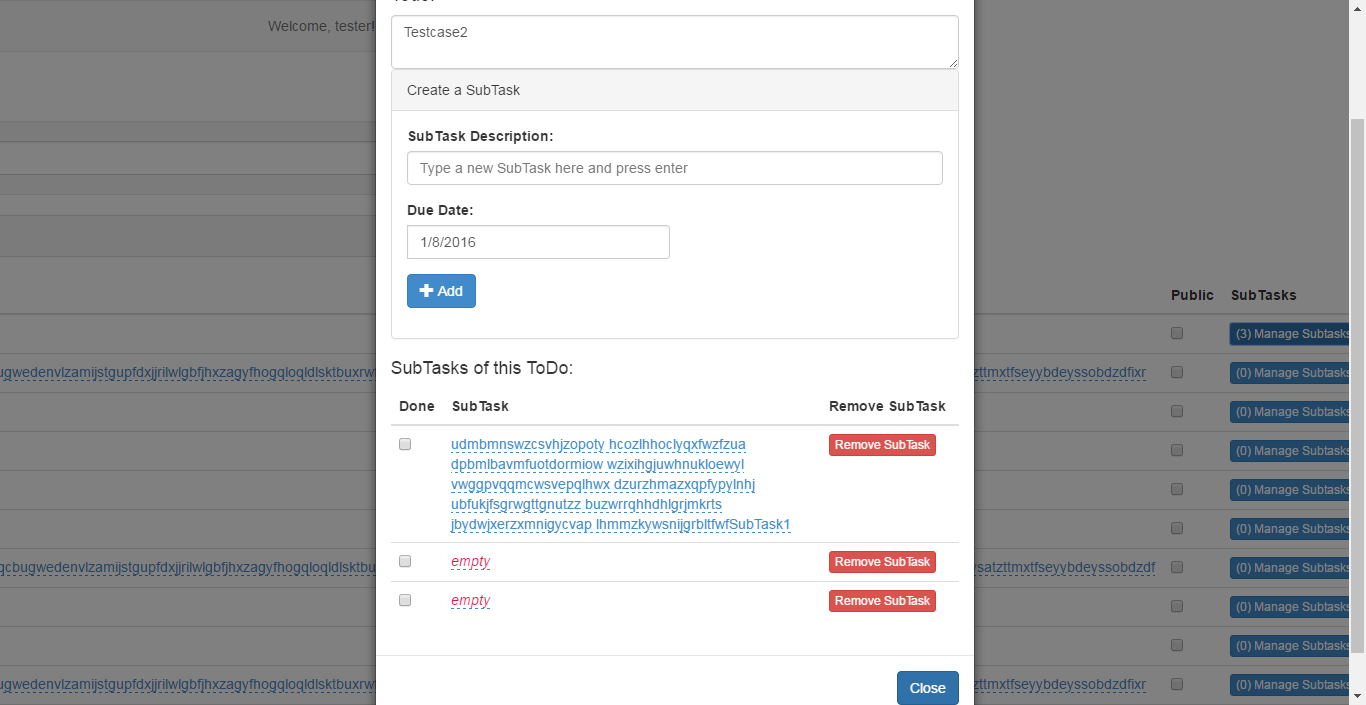 Welcome, tester!
Testcase2
Create a SubTask
SubTask Description:
Type a new SubTask here and press enter
Due Date:
1/8/2016
Add
Public SubTasks
(3) Manage Subtasks
SubTasks of this ToDo:
ugwedenvlzamijstgupfdxjjrilwlgbfjhxzagyfhogqloqldlsktbuxrw zttmxtfseyybdeyssobdzdfixr (0) Manage Subtasks
Done SubTask Remove SubTask
(0) Manage Subtasks
udmbmnswzcsvhjzopoty hcozlhhoclyqxfwzfzua Remove SubTask
(0) Manage Subtasks
dpbmlbavmfuotdormiow wzixihgjuwhnukloewyl
vwggpvqqmcwsvepqlhwx dzurzhmazxqpfypylnhj
(0) Manage Subtasks
ubfukjfsgrwgttgnutzz buzwrrqhhdhlgrjmkrts
jbydwjxerzxmnigycvap lhmmzkywsnijgrbltfwfSubTask1
(0) Manage Subtasks
empty Remove SubTask
qcbugwedenvlzamijstgupfdxjjrilwlgbfjhxzagyfhogqloqldlsktbu ysatzttmxtfseyybdeyssobdzdf (0) Manage Subtasks
empty Remove SubTask
(0) Manage Subtasks
(0) Manage Subtasks
ugwedenvlzamijstgupfdxjjrilwlgbfjhxzagyfhogqloqldlsktbuxrw zttmxtfseyybdeyssobdzdfixr (0) Manage Subtasks
Close